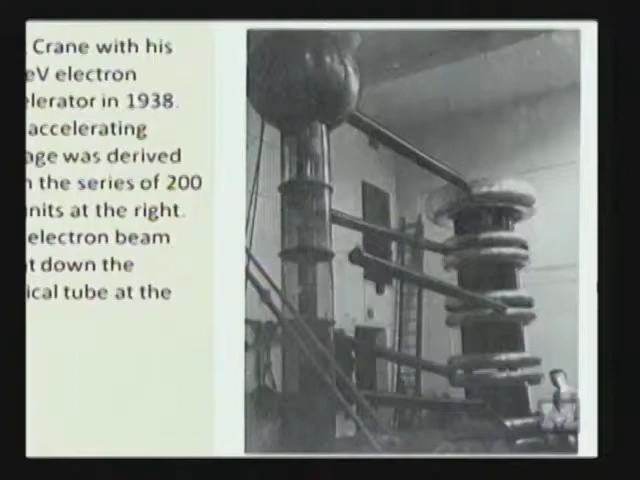 Crane with his
eV electron
lerator in 1938.
accelerating
age was derived
the series of 200
nits at the right.
electron beam
t down the
ical tube at the